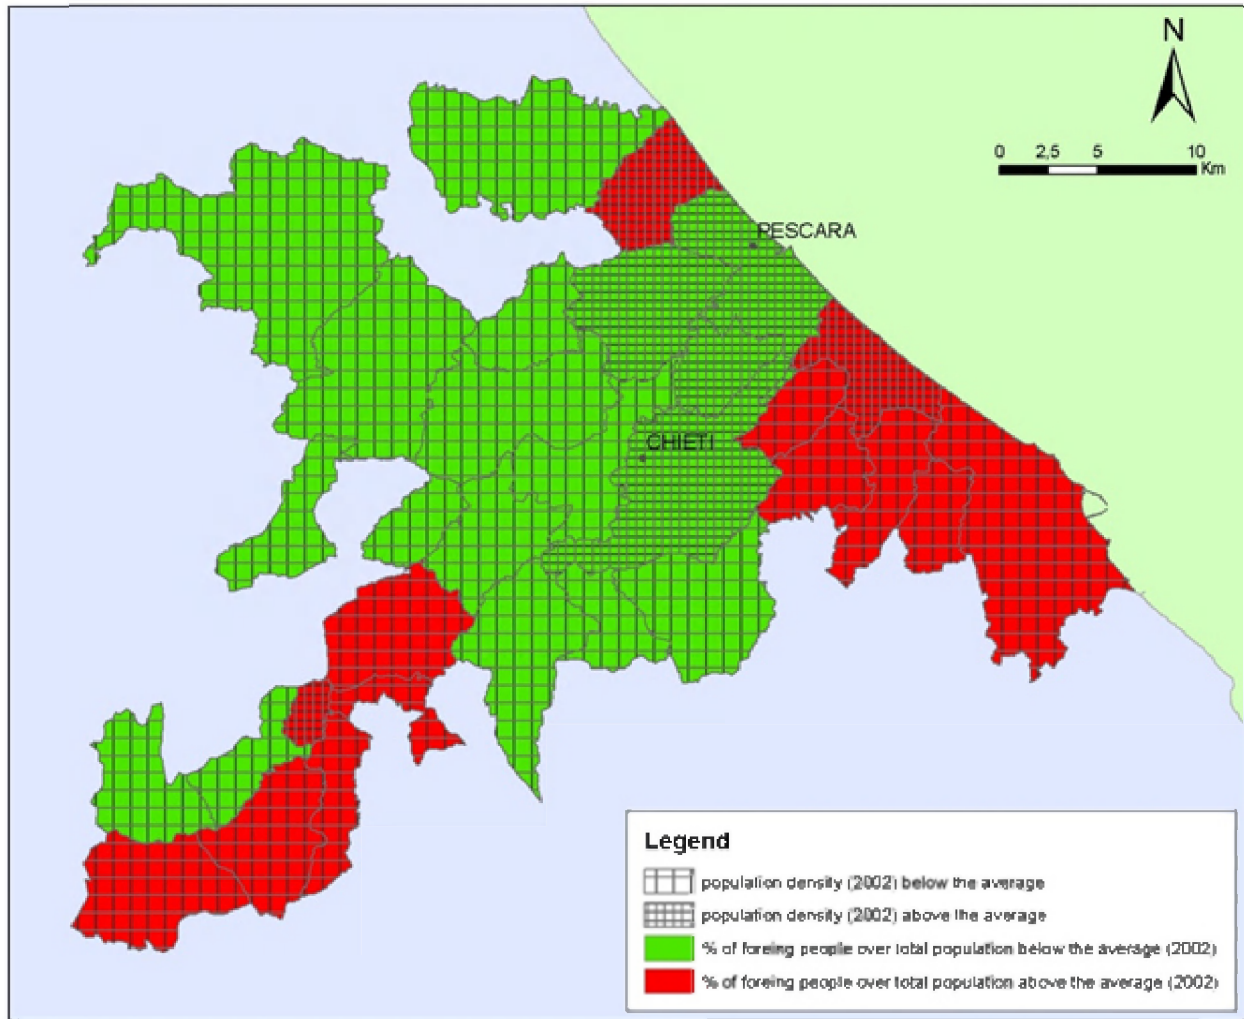 N
0 2,5 5 10
Km
PESCARA
CHIETI
Legend
population density (2002) below the average
population density (2002) above the average
% of foreing people over total population below the average (2002)
% of foreing people over total population above the average (2002)